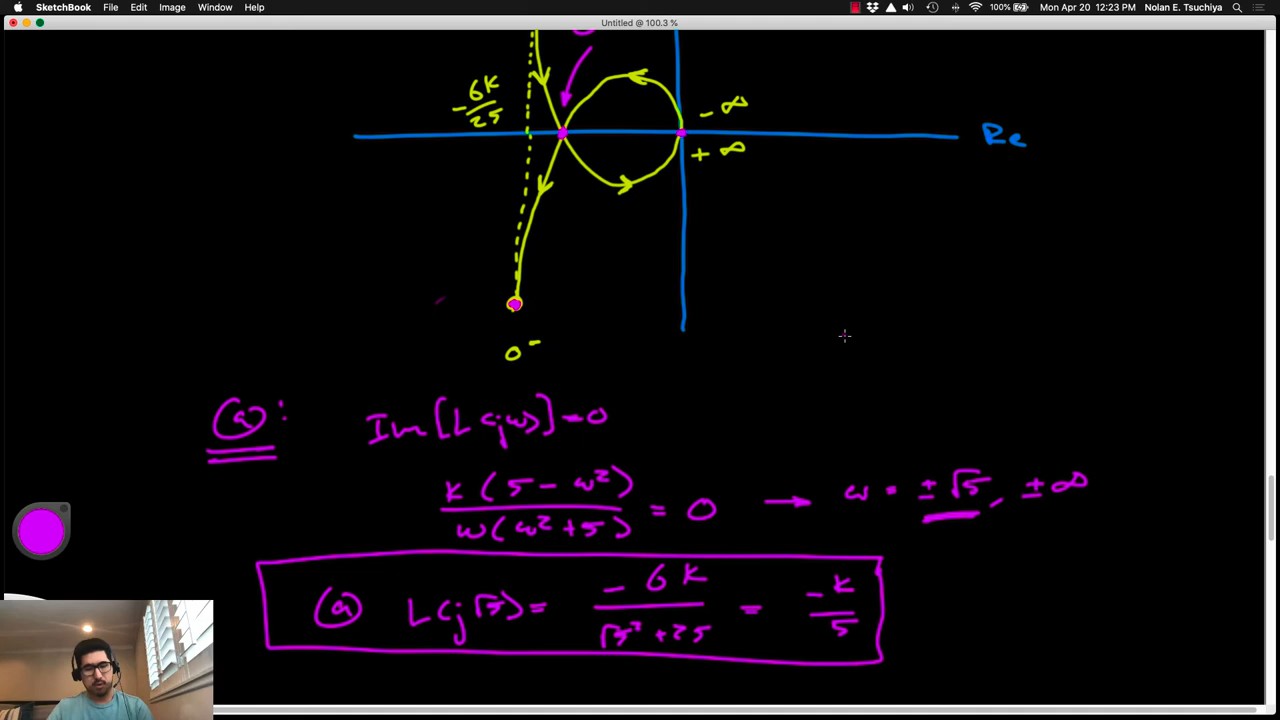 SketchBook File Edit Image Window Help 100% Mon Apr 20 12:23 PM Nolan E. Tsuchiya
Untitled @ 100.3 %
-6K/25
- ∞
+ ∞
Re
0-
(a): Im[L(jω)]=0
K(5-ω²)/ω(ω²+5) = 0 → ω = ±√5, ±∞
(a) L(j√5) = -6K/√5²+25 = -K/5